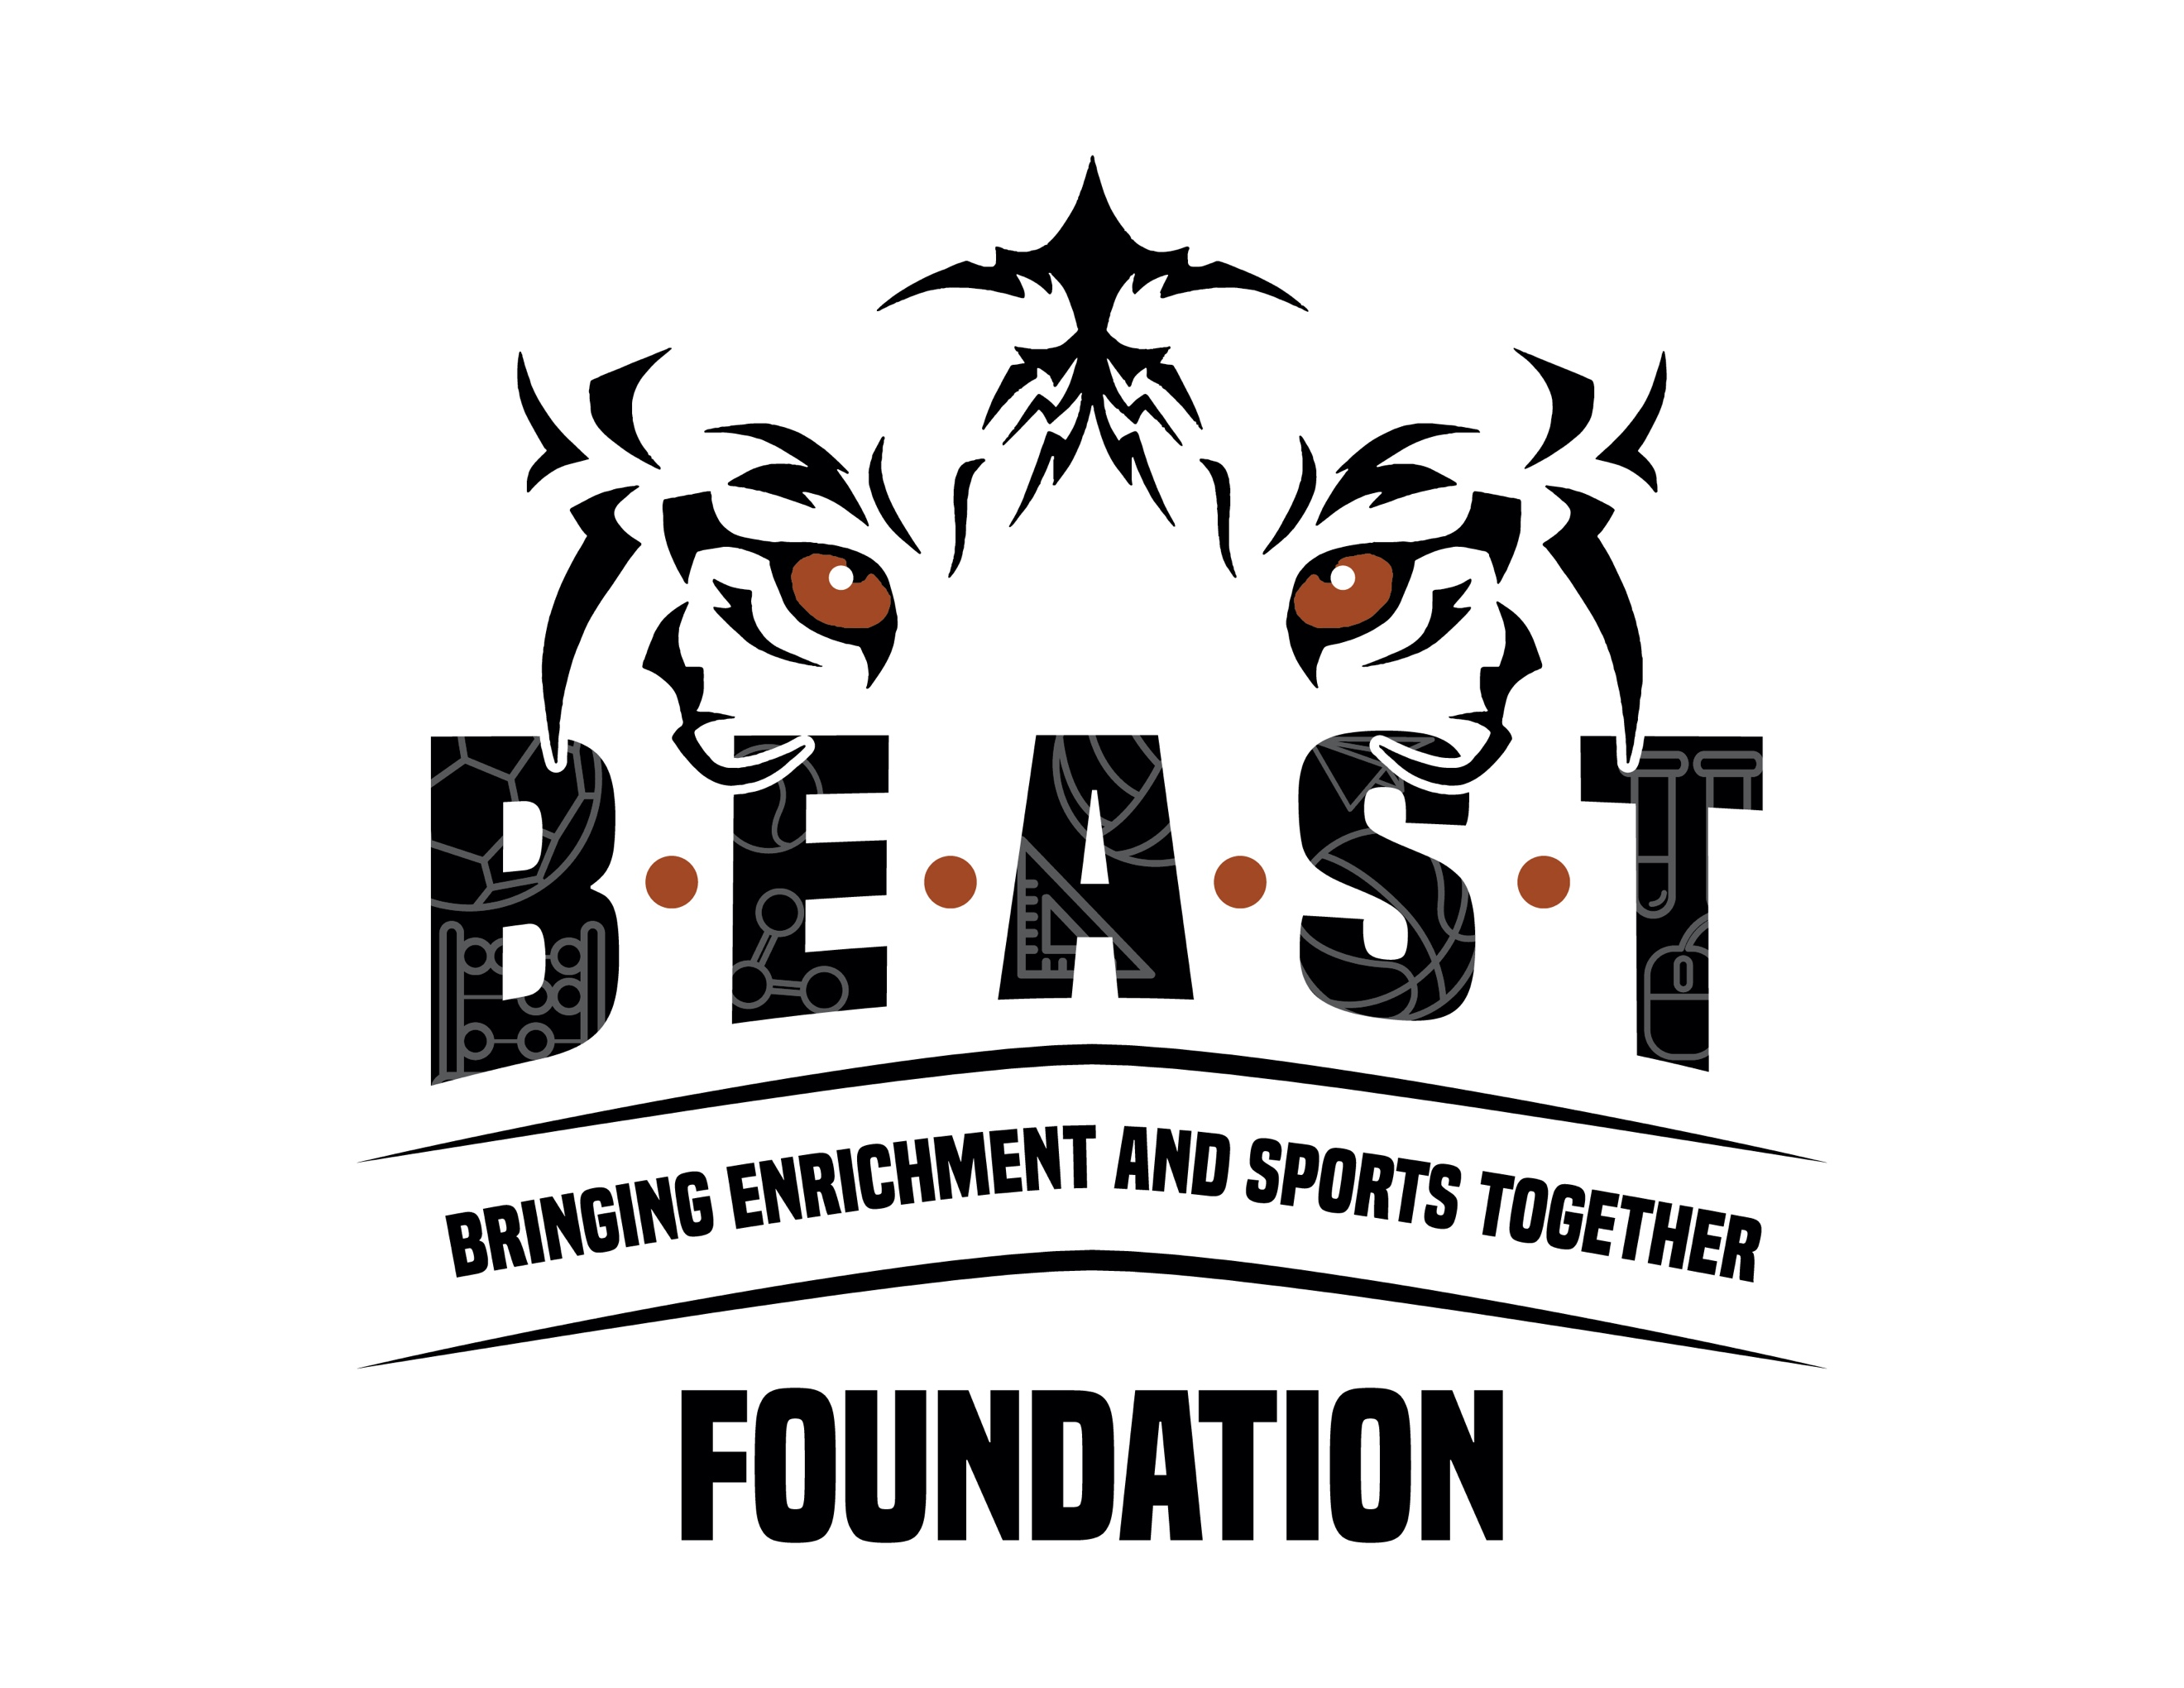 B•E•A•S•T
BRINGING ENRICHMENT AND SPORTS TOGETHER
FOUNDATION